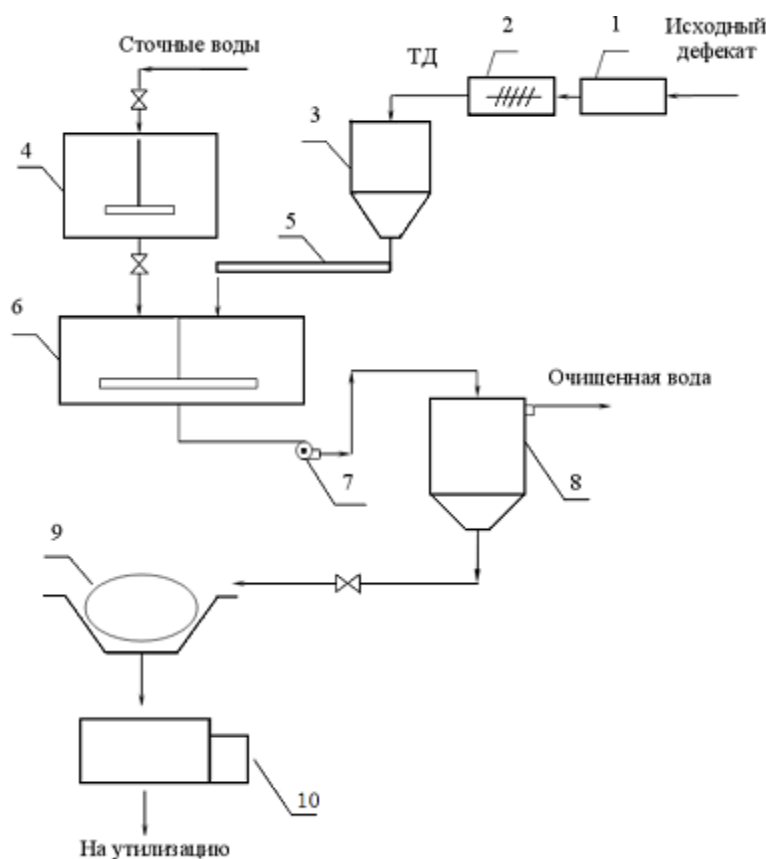 Сточные воды
ТД
2
1
Исходный
дефекат
3
4
5
6
Очищенная вода
7
8
9
10
На утилизацию